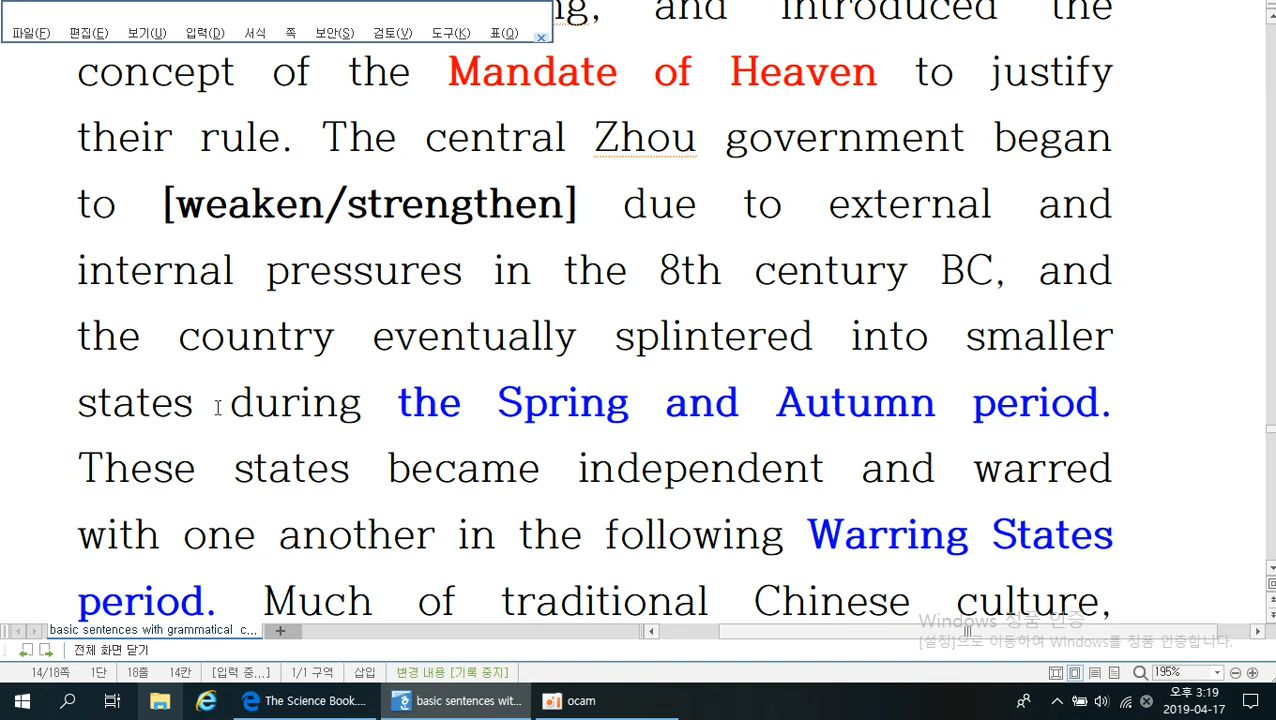 ng, and introduced the
파일(F) 편집(E) 보기(U) 입력(D) 서식 쪽 보안(S) 검토(V) 도구(K) 표(Q)
concept of the Mandate of Heaven to justify
their rule. The central Zhou government began
to [weaken/strengthen] due to external and
internal pressures in the 8th century BC, and
the country eventually splintered into smaller
states during the Spring and Autumn period.
These states became independent and warred
with one another in the following Warring States
period. Much of traditional Chinese culture,
Windows 정품 인증
[설정]으로 이동하여 Windows를 정품 인증합니다.
basic sentences with grammatical c...
전체 화면 닫기
14/18쪽 1단 18줄 14칸 [입력 중...] 1/1 구역 삽입 변경 내용 [기록 중지] 195%
The Science Book.... basic sentences wit... ocam
오후 3:19
2019-04-17